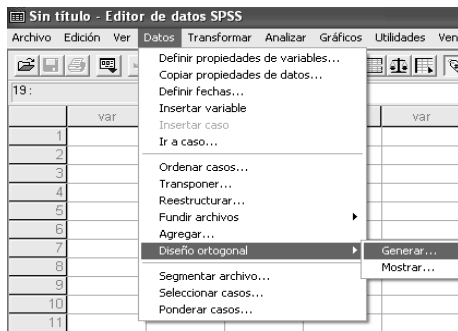 Sin título - Editor de datos SPSS
Archivo Edición Ver Datos Transformar Analizar Gráficos Utilidades Ven
19:
var var
Definir propiedades de variables...
Copiar propiedades de datos...
Definir fechas...
Insertar variable
Insertar caso
Ir a caso...
Ordenar casos...
Transponer...
Reestructurar...
Fundir archivos
Agregar...
Diseño ortogonal
Generar...
Mostrar...
Segmentar archivo...
Seleccionar casos...
Ponderar casos...
1
2
3
4
5
6
7
8
9
10
11